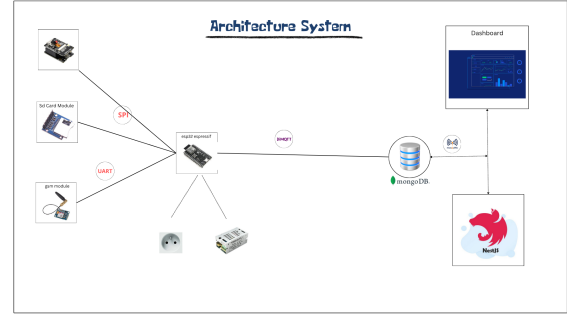 Architecture System
Dashboard
Sd Card Module
SPI
esp32 espressif
MQTT
UART
mongoDB.
gsm module
NestJS